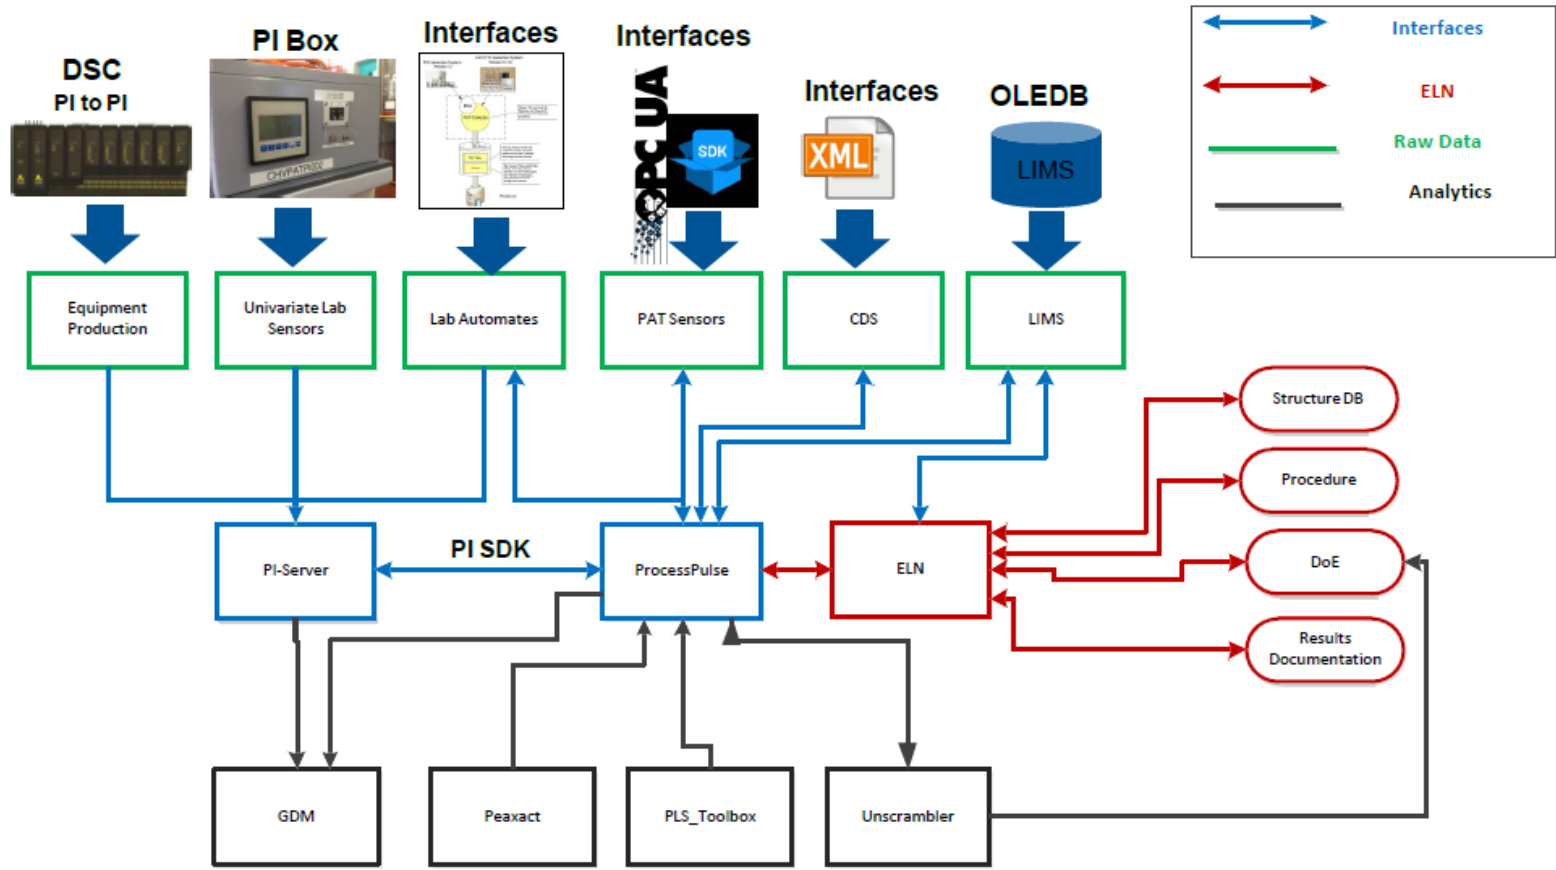 DSC
PI to PI
PI Box
Interfaces
Interfaces
Interfaces
OLEDB
CHVPATPI502
OPC UA
SDK
XML
LIMS
Interfaces
ELN
Raw Data
Analytics
Equipment
Production
Univariate Lab
Sensors
Lab Automates
PAT Sensors
CDS
LIMS
Structure DB
Procedure
DoE
Results
Documentation
PI-Server
PI SDK
ProcessPulse
ELN
GDM
Peaxact
PLS_Toolbox
Unscrambler